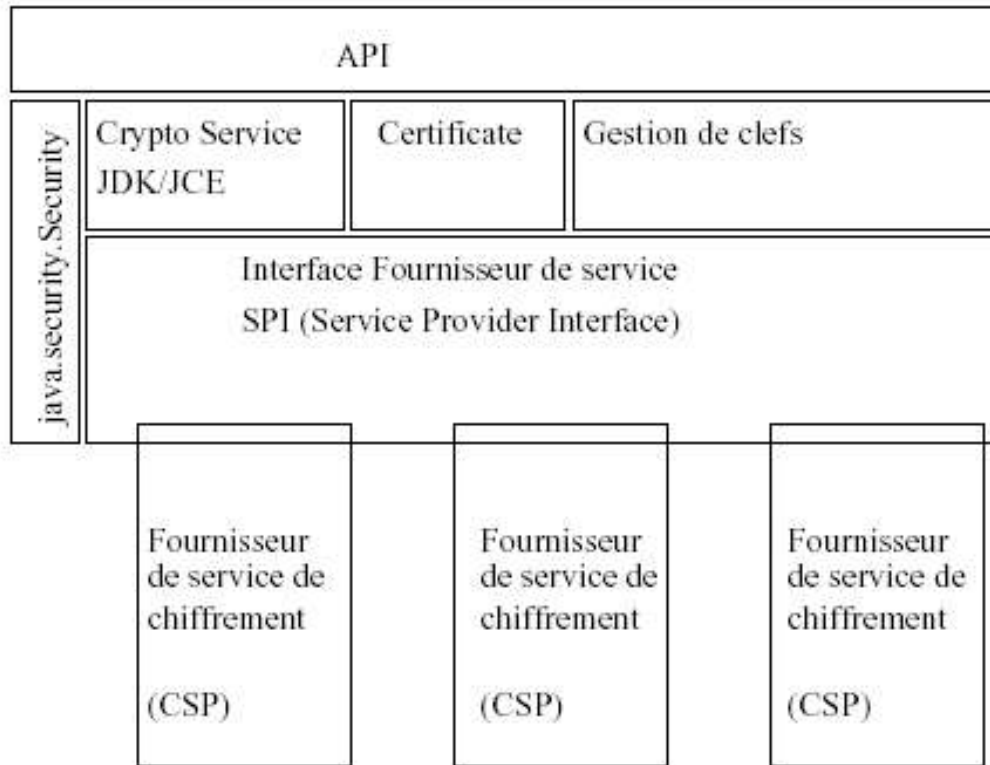 API
java.security.Security
Crypto Service
JDK/JCE
Certificate
Gestion de clefs
Interface Fournisseur de service
SPI (Service Provider Interface)
Fournisseur
de service de
chiffrement
(CSP)
Fournisseur
de service de
chiffrement
(CSP)
Fournisseur
de service de
chiffrement
(CSP)